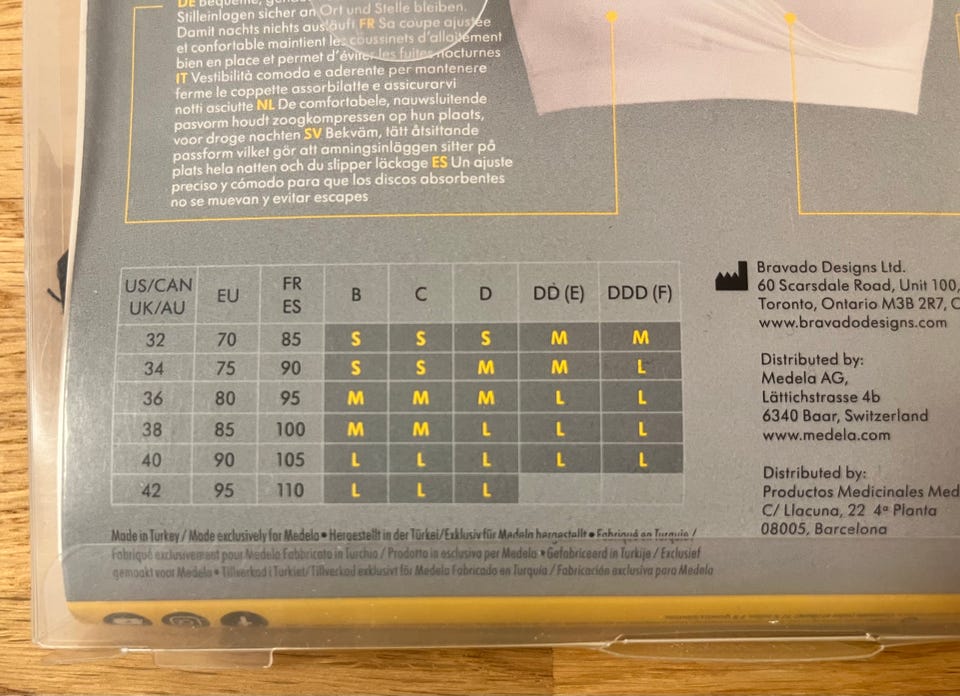 DE Bequeme,
Stilleinlagen sicher an Ort und Stelle bleiben.
Damit nachts nichts ausläuft FR Sa coupe ajustée
et confortable maintient les coussinets d'allaitement
bien en place et permet d'éviter les fuites nocturnes
IT Vestibilità comoda e aderente per mantenere
ferme le coppette assorbilatte e assicurarvi
notti asciutte NL De comfortabele, nauwsluitende
pasvorm houdt zoogkompressen op hun plaats,
voor droge nachten SV Bekväm, tätt åtsittande
passform vilket gör att amningsinläggen sitter på
plats hela natten och du slipper läckage ES Un ajuste
preciso y cómodo para que los discos absorbentes
no se muevan y evitar escapes
US/CAN UK/AU EU FR ES B C D DD (E) DDD (F)
32 70 85 S S S M M
34 75 90 S S M M L
36 80 95 M M M L L
38 85 100 M M L L L
40 90 105 L L L L L
42 95 110 L L L
Made in Turkey / Made exclusively for Medela • Hergestellt in der Türkei/Exklusiv für Medela hergestellt • Fabriqué en Turquie /
Fabriqué exclusivement pour Medela Fabbricato in Turchia / Prodotto in esclusiva per Medela • Gefabriceerd in Turkije / Exclusief
gemaakt voor Medela • Tillverkad i Turkiet/Tillverkad exklusivt för Medela Fabricado en Turquía / Fabricación exclusiva para Medela
Bravado Designs Ltd.
60 Scarsdale Road, Unit 100,
Toronto, Ontario M3B 2R7,
www.bravadodesigns.com
Distributed by:
Medela AG,
Lättichstrasse 4b
6340 Baar, Switzerland
www.medela.com
Distributed by:
Productos Medicinales Med
C/ Llacuna, 22 4ª Planta
08005, Barcelona